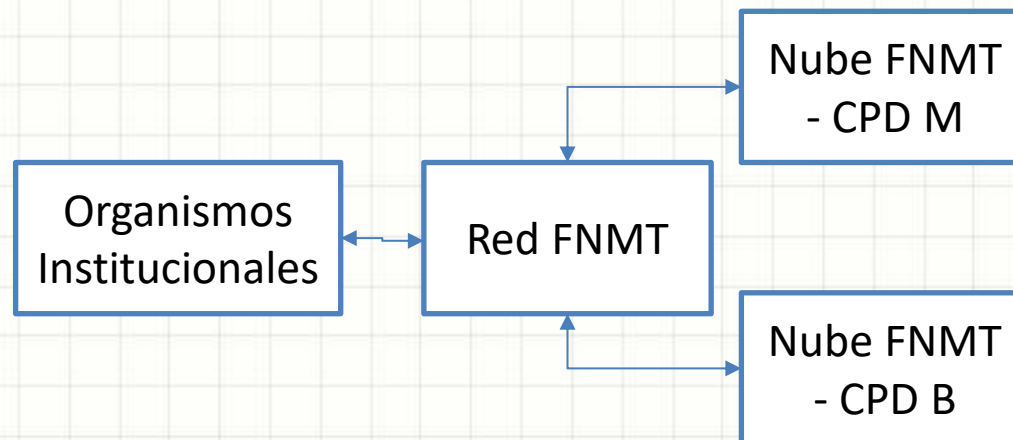 Nube FNMT
- CPD M
Organismos
Institucionales
Red FNMT
Nube FNMT
- CPD B